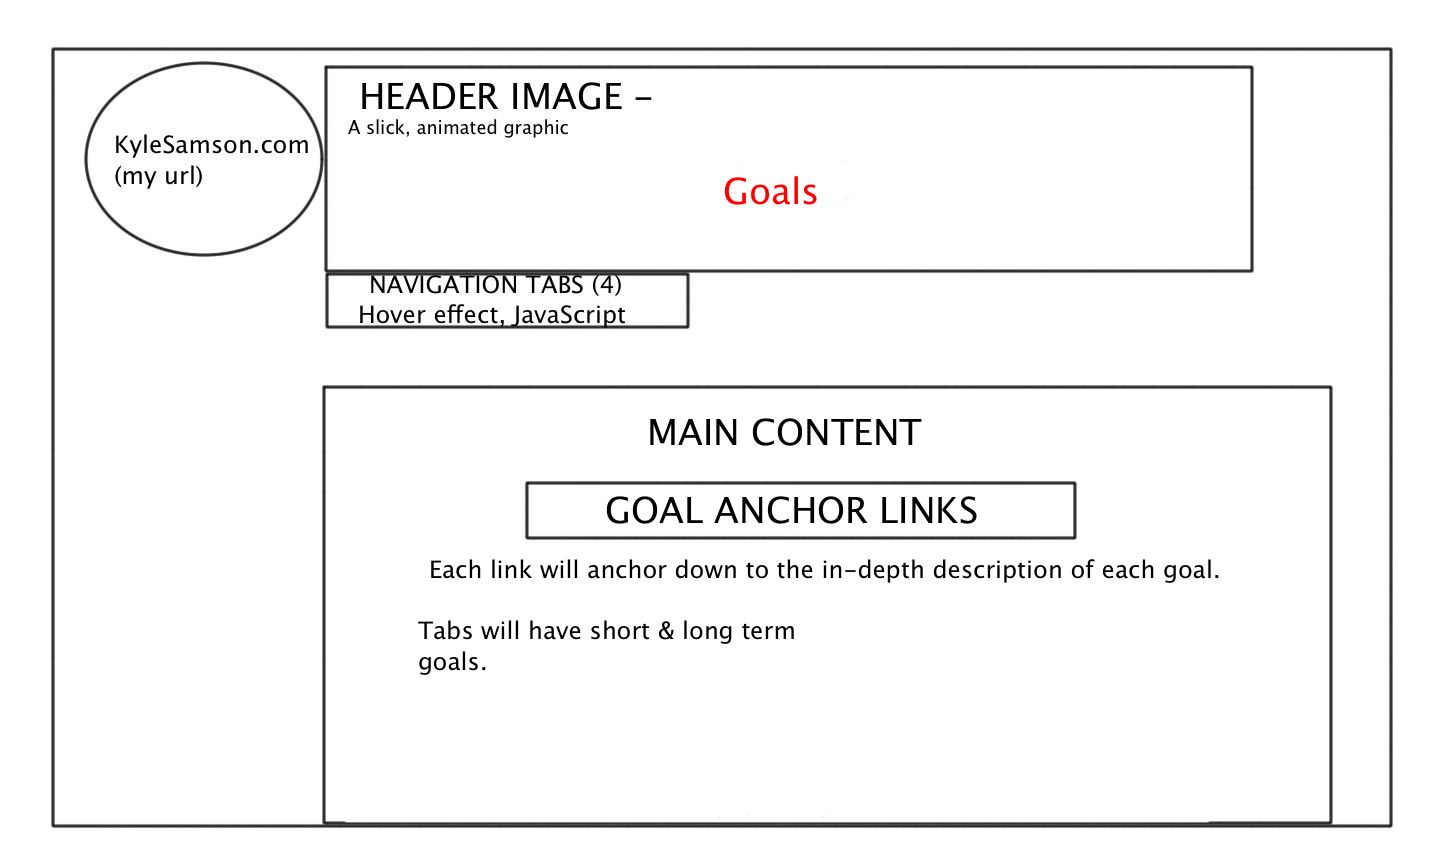 KyleSamson.com
(my url)
HEADER IMAGE –
A slick, animated graphic
Goals
NAVIGATION TABS (4)
Hover effect, JavaScript
MAIN CONTENT
GOAL ANCHOR LINKS
Each link will anchor down to the in–depth description of each goal.
Tabs will have short & long term
goals.